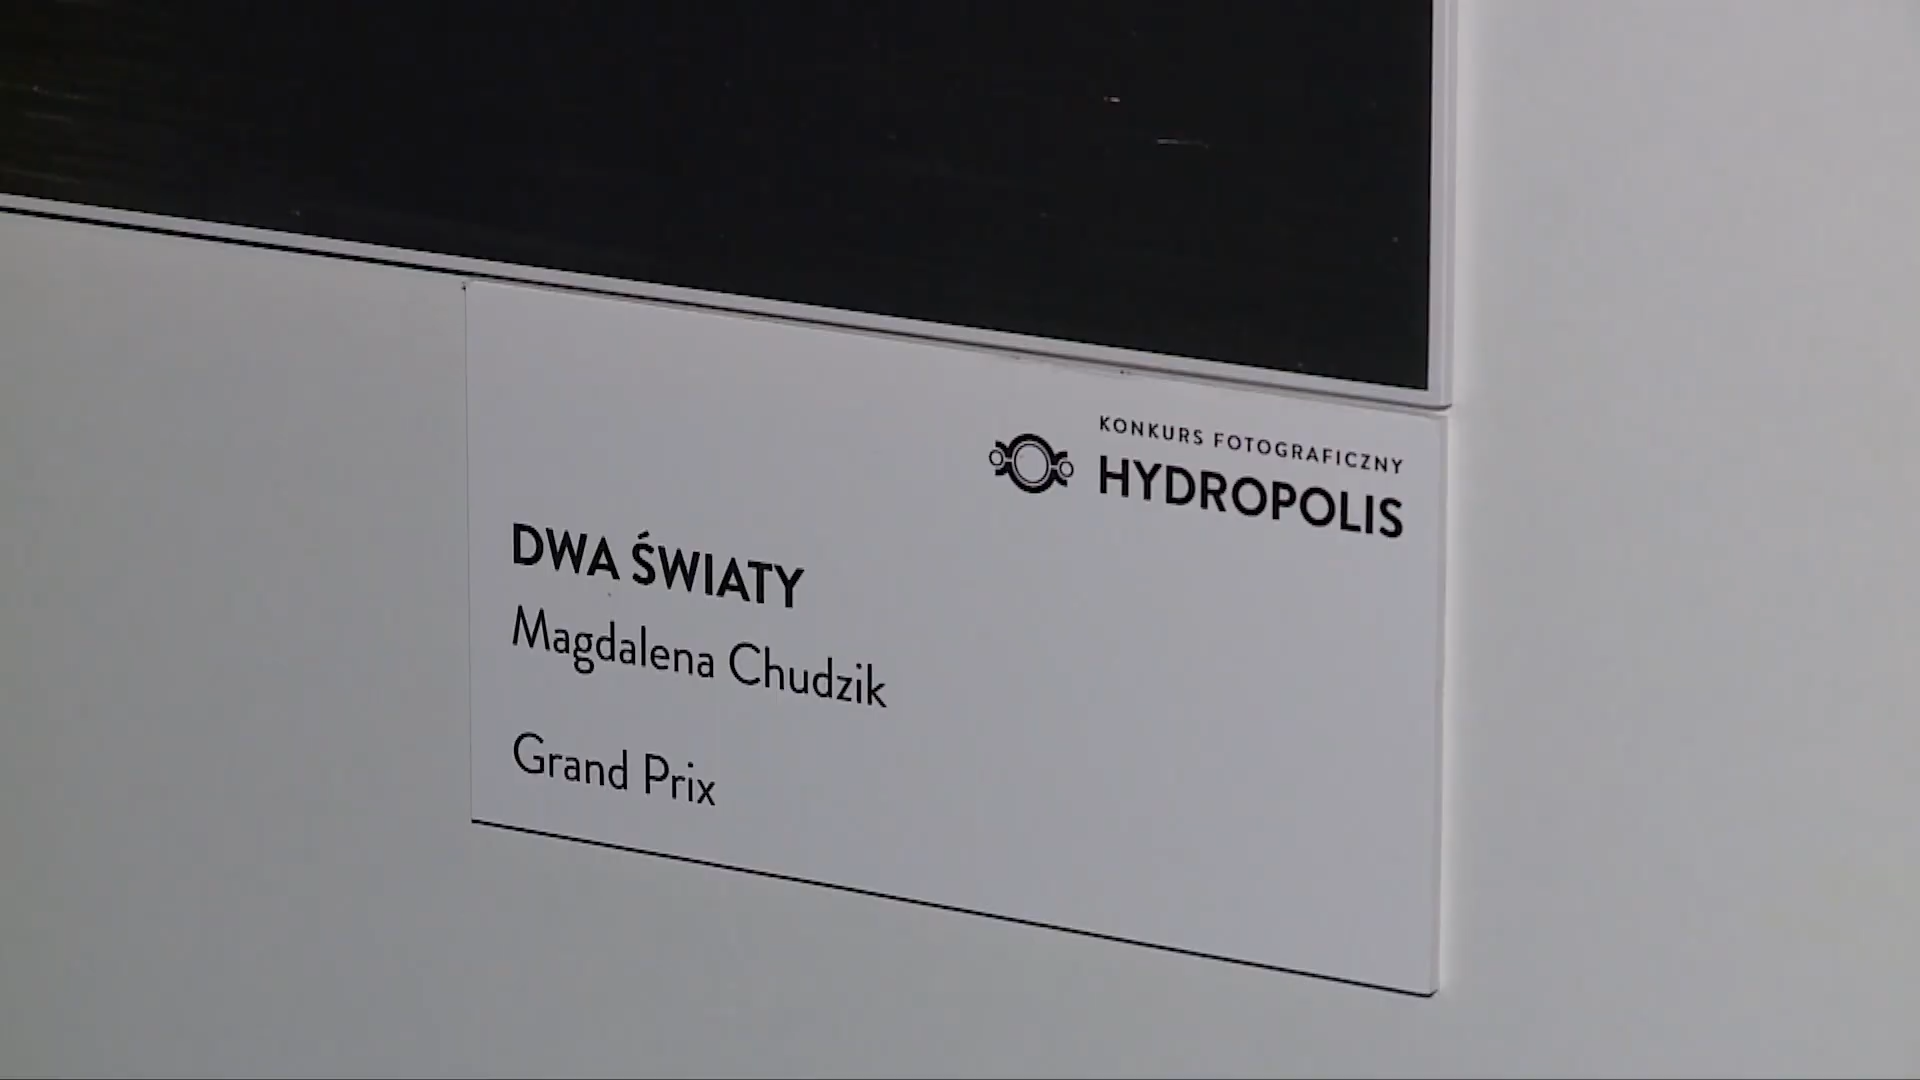 KONKURS FOTOGRAFICZNY
HYDROPOLIS
DWA ŚWIATY
Magdalena Chudzik
Grand Prix